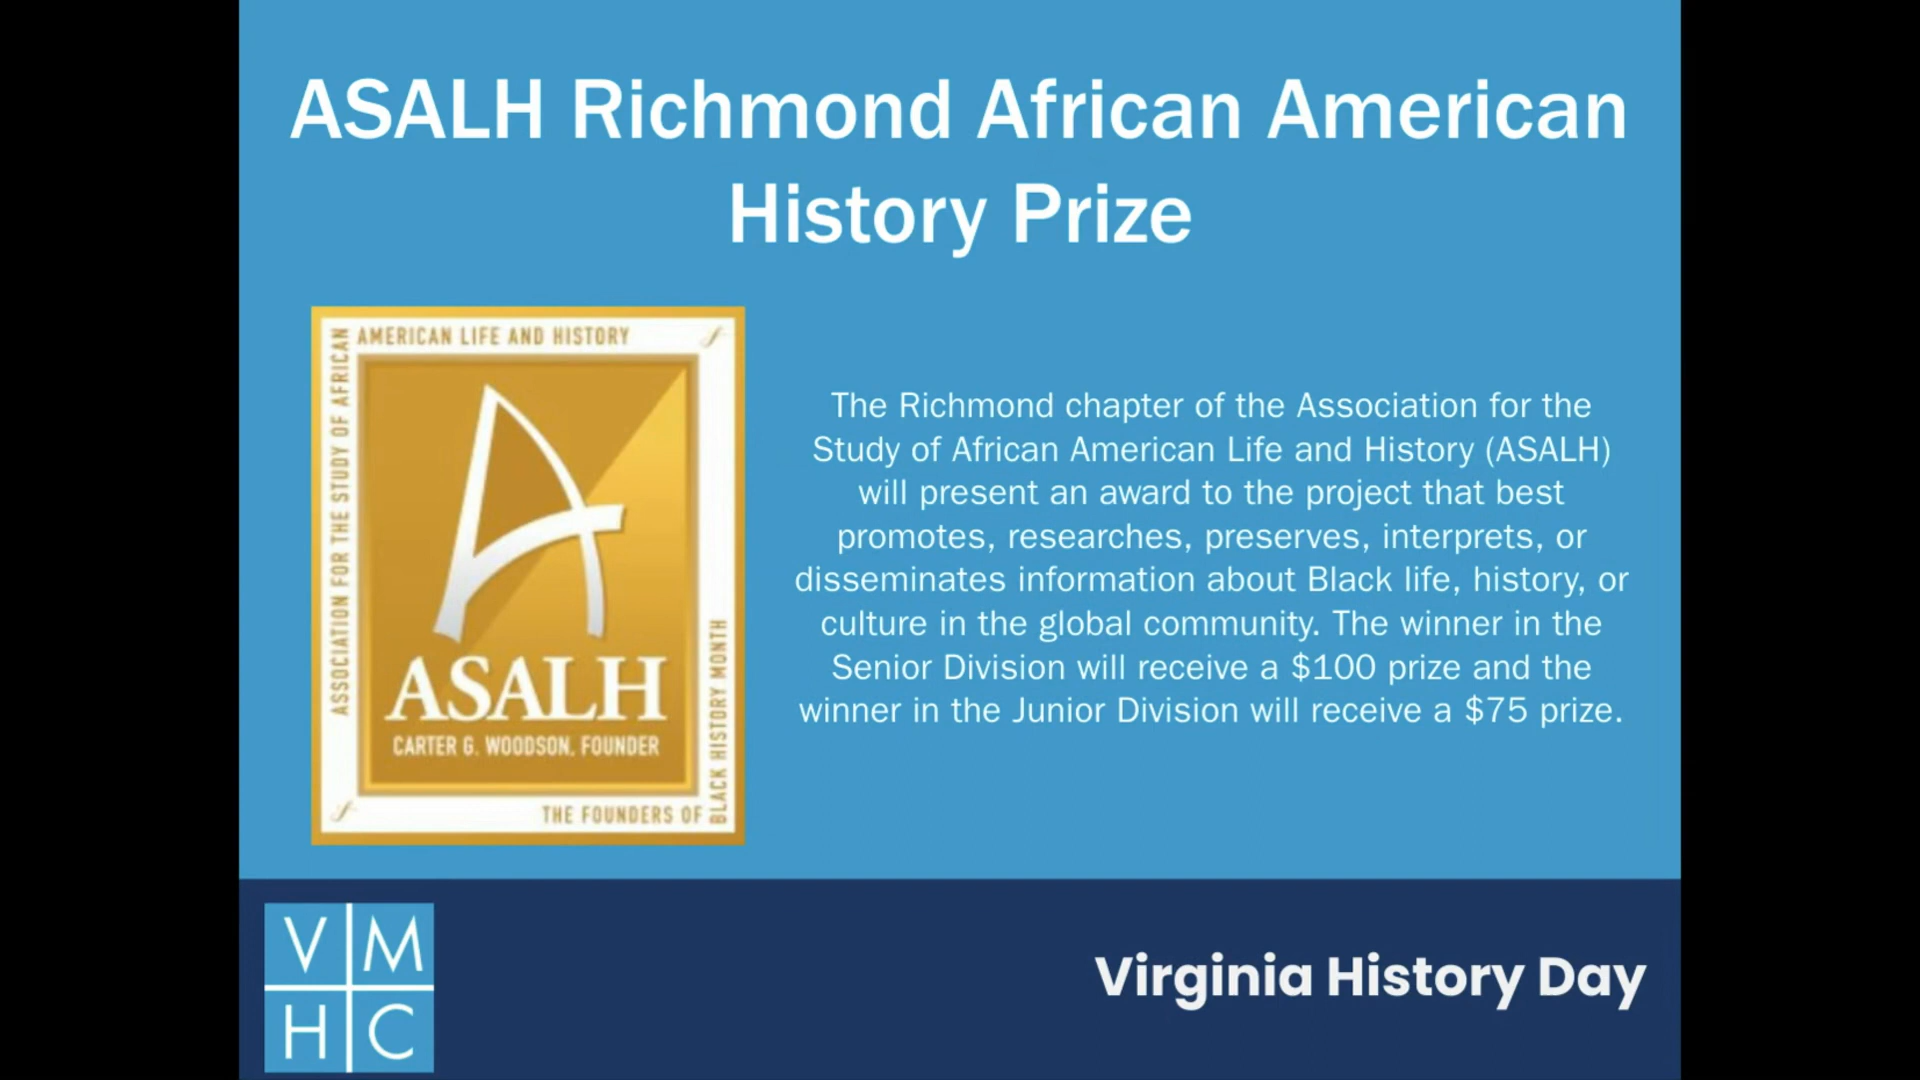 ASALH Richmond African American
History Prize
ASSOCIATION FOR THE STUDY OF AFRICAN
AMERICAN LIFE AND HISTORY
ASALH
CARTER G. WOODSON, FOUNDER
THE FOUNDERS OF
BLACK HISTORY MONTH
The Richmond chapter of the Association for the
Study of African American Life and History (ASALH)
will present an award to the project that best
promotes, researches, preserves, interprets, or
disseminates information about Black life, history, or
culture in the global community. The winner in the
Senior Division will receive a $100 prize and the
winner in the Junior Division will receive a $75 prize.
V M
H C
Virginia History Day